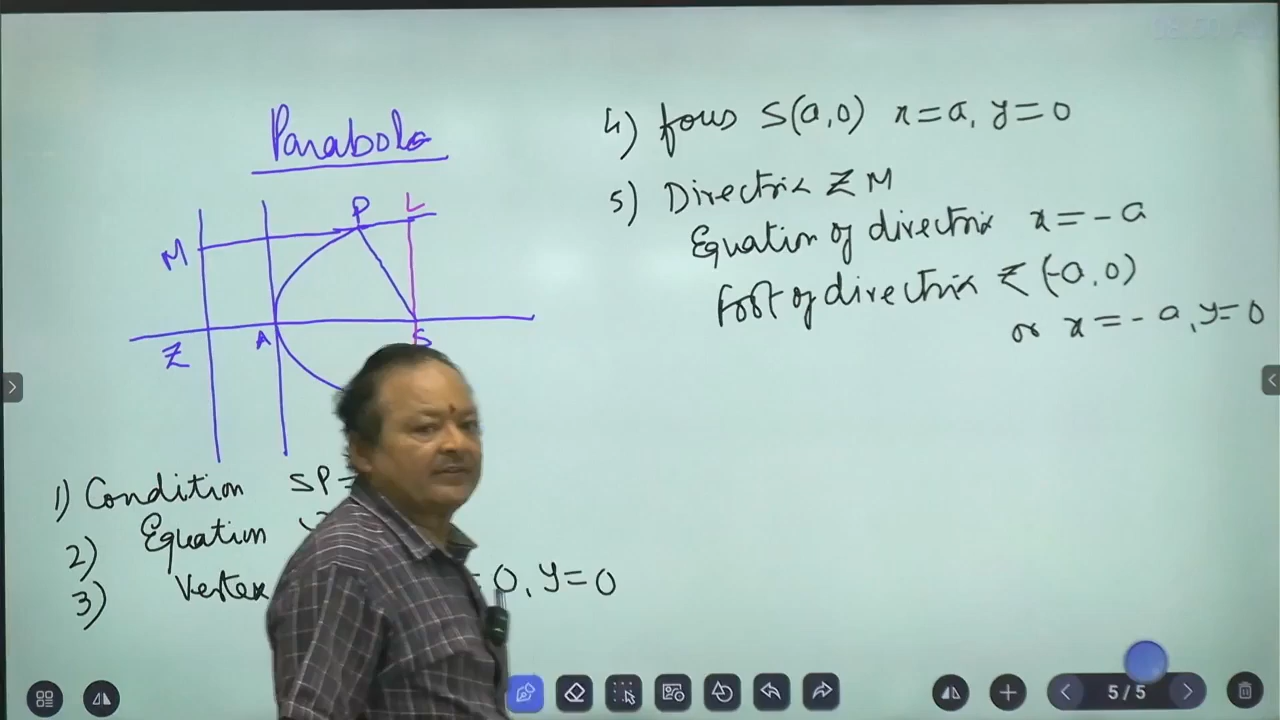 Parabola
P L
M
Z A S
1) Condition SP=
2) Equation
3) Vertex = 0, y=0
4) focus S(a,0) x=a, y=0
5) Directrix ZM
Equation of directrix x=-a
Foot of directrix Z (-a,0)
or x=-a, y=0
5/5